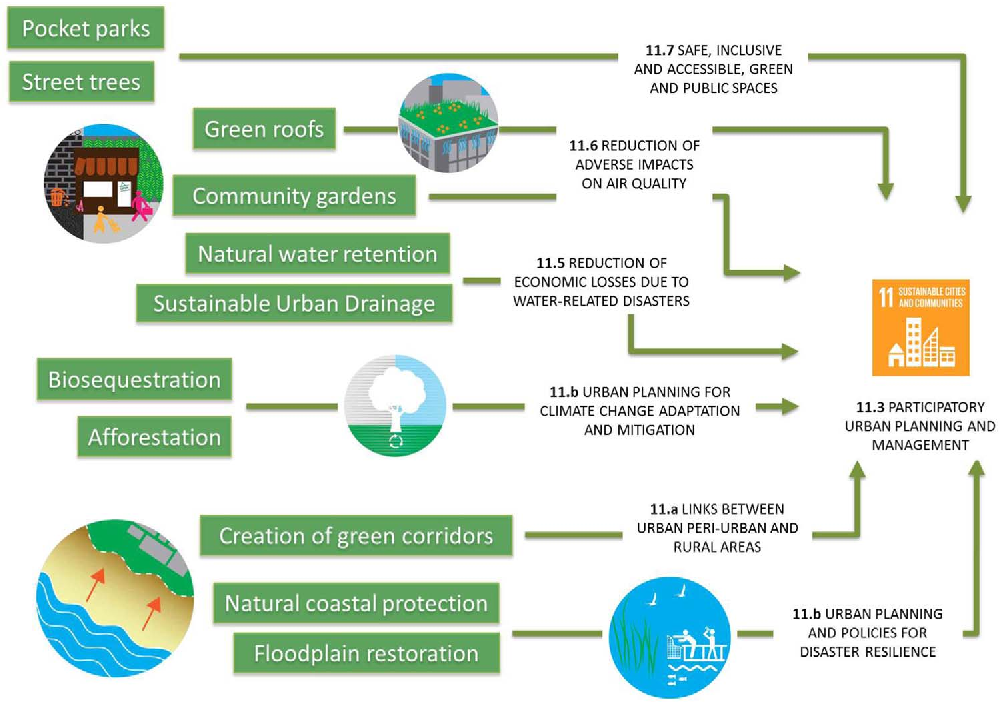 Pocket parks
Street trees
11.7 SAFE, INCLUSIVE
AND ACCESSIBLE, GREEN
AND PUBLIC SPACES
Green roofs
11.6 REDUCTION OF
ADVERSE IMPACTS
ON AIR QUALITY
Community gardens
Natural water retention
Sustainable Urban Drainage
11.5 REDUCTION OF
ECONOMIC LOSSES DUE TO
WATER-RELATED DISASTERS
11 SUSTAINABLE CITIES
AND COMMUNITIES
Biosequestration
Afforestation
11.b URBAN PLANNING FOR
CLIMATE CHANGE ADAPTATION
AND MITIGATION
11.3 PARTICIPATORY
URBAN PLANNING AND
MANAGEMENT
Creation of green corridors
11.a LINKS BETWEEN
URBAN PERI-URBAN AND
RURAL AREAS
Natural coastal protection
Floodplain restoration
11.b URBAN PLANNING
AND POLICIES FOR
DISASTER RESILIENCE